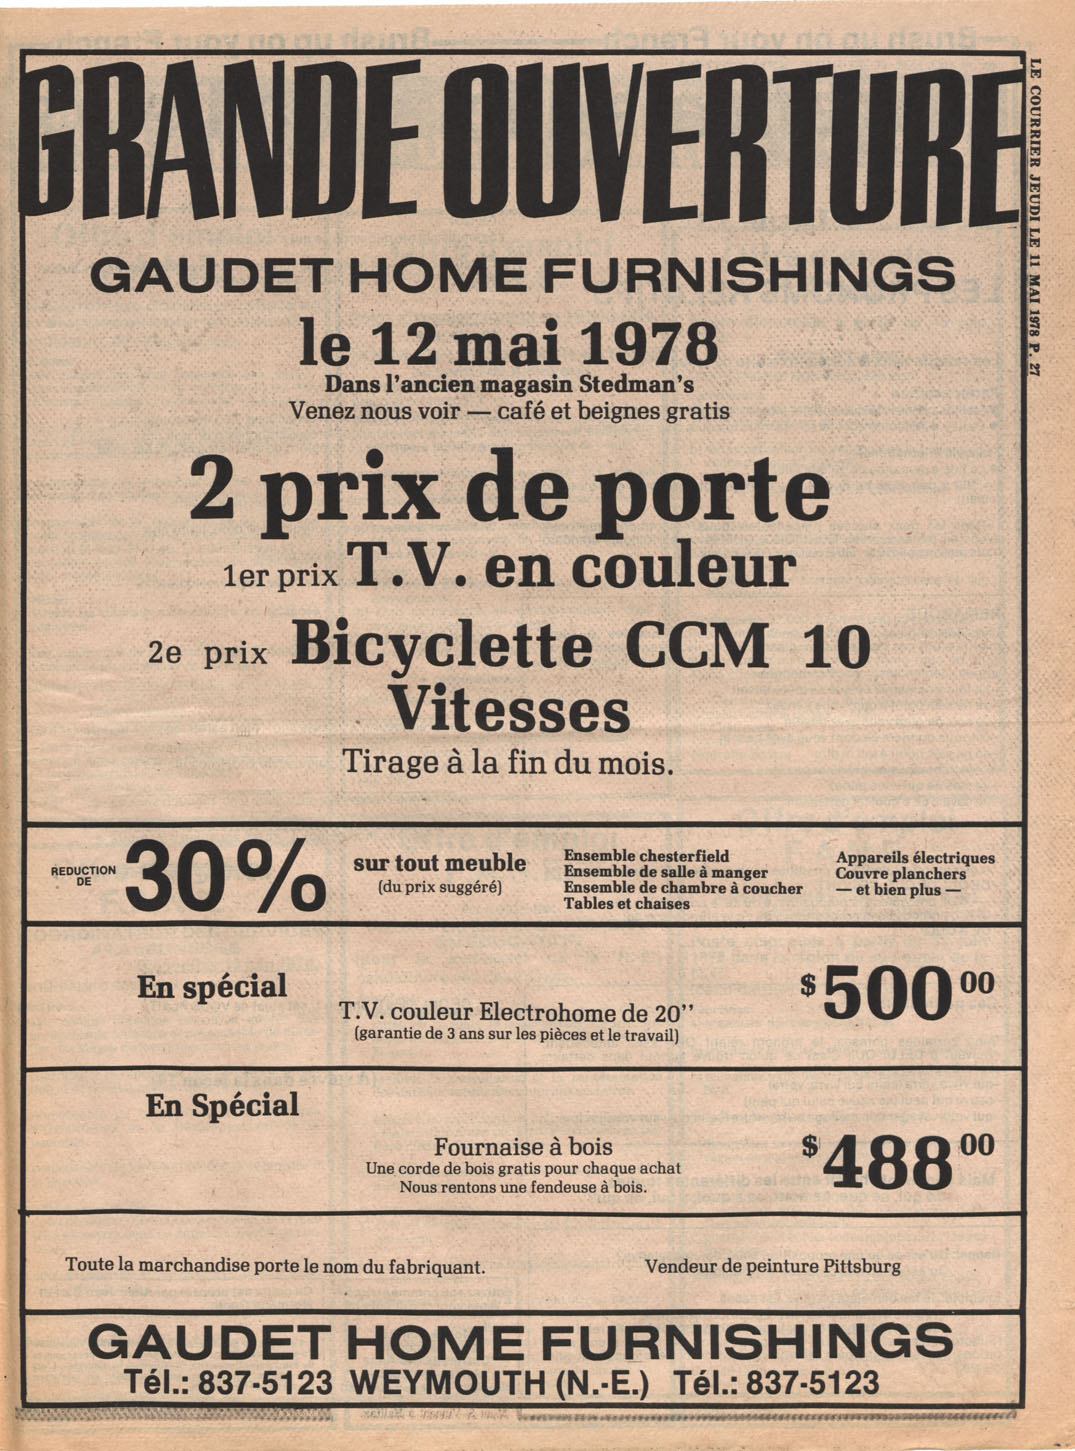 LE COURRIER JEUDI LE 11 MAI 1978 P. 27
GRANDE OUVERTURE
GAUDET HOME FURNISHINGS
le 12 mai 1978
Dans l'ancien magasin Stedman's
Venez nous voir — café et beignes gratis
2 prix de porte
1er prix T.V. en couleur
2e prix Bicyclette CCM 10
Vitesses
Tirage à la fin du mois.
REDUCTION
DE
30%
sur tout meuble
(du prix suggéré)
Ensemble chesterfield
Ensemble de salle à manger
Ensemble de chambre à coucher
Tables et chaises
Appareils électriques
Couvre planchers
— et bien plus —
En spécial
T.V. couleur Electrohome de 20''
(garantie de 3 ans sur les pièces et le travail)
$500 00
En Spécial
Fournaise à bois
Une corde de bois gratis pour chaque achat
Nous rentons une fendeuse à bois.
$488 00
Toute la marchandise porte le nom du fabriquant.
Vendeur de peinture Pittsburg
GAUDET HOME FURNISHINGS
Tél.: 837-5123 WEYMOUTH (N.-E.) Tél.: 837-5123